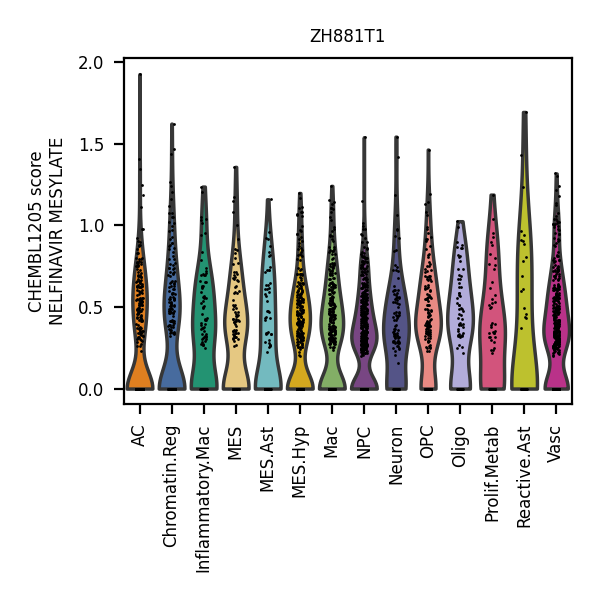 ZH881T1
CHEMBL1205 score
NELFINAVIR MESYLATE
2.0
1.5
1.0
0.5
0.0
AC
Chromatin.Reg
Inflammatory.Mac
MES
MES.Ast
MES.Hyp
Mac
NPC
Neuron
OPC
Oligo
Prolif.Metab
Reactive.Ast
Vasc